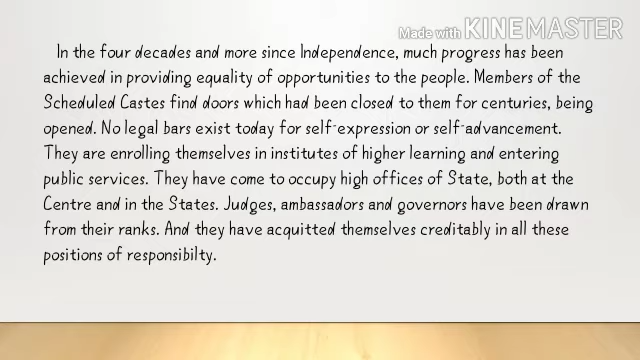 Made with KINEMASTER
In the four decades and more since Independence, much progress has been
achieved in providing equality of opportunities to the people. Members of the
Scheduled Castes find doors which had been closed to them for centuries, being
opened. No legal bars exist today for self-expression or self-advancement.
They are enrolling themselves in institutes of higher learning and entering
public services. They have come to occupy high offices of State, both at the
Centre and in the States. Judges, ambassadors and governors have been drawn
from their ranks. And they have acquitted themselves creditably in all these
positions of responsibilty.